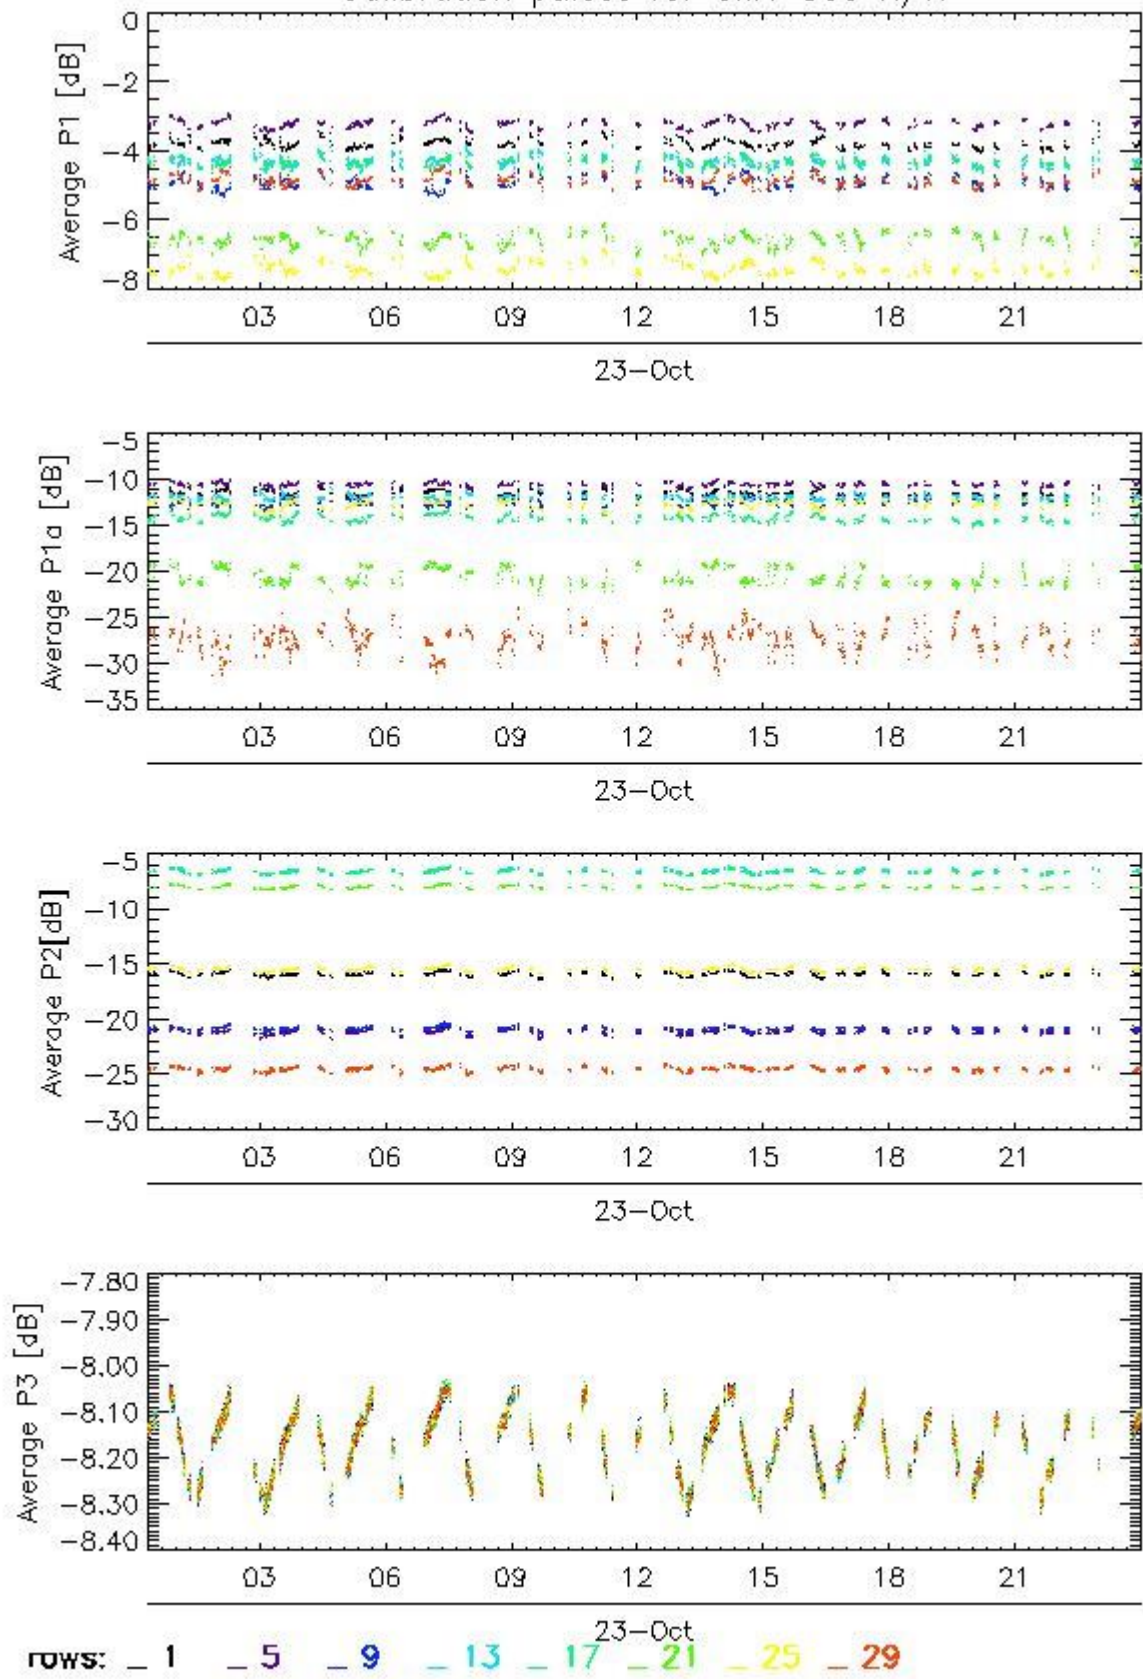 0
−2
−4
−6
−8
Average P1 [dB]
03 06 09 12 15 18 21
23−Oct
−5
−10
−15
−20
−25
−30
−35
Average P1a [dB]
03 06 09 12 15 18 21
23−Oct
−5
−10
−15
−20
−25
−30
Average P2[dB]
03 06 09 12 15 18 21
23−Oct
−7.80
−7.90
−8.00
−8.10
−8.20
−8.30
−8.40
Average P3 [dB]
03 06 09 12 15 18 21
23−Oct
rows: _ 1 _ 5 _ 9 _ 13 _ 17 _ 21 _ 25 _ 29